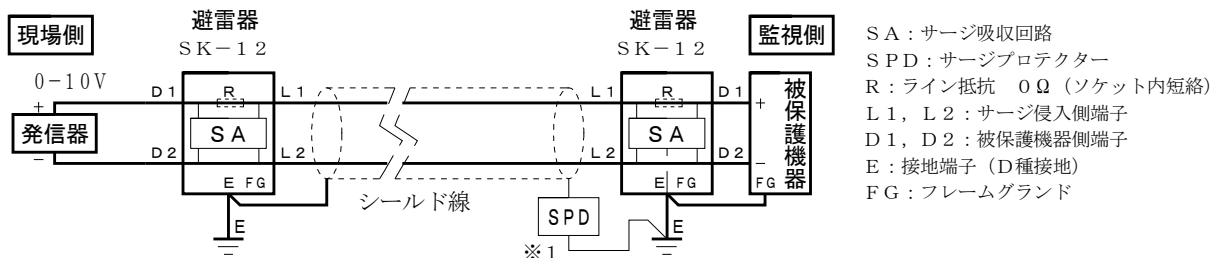 現場側
避雷器
SK-12
避雷器
SK-12
監視側
0-10V
+
発信器
-
D1
R
L1
SA
D2
L2
E FG
E
シールド線
SPD
※1
L1
R
D1
SA
L2
D2
E FG
E
+
被保護機器
-
FG
SA:サージ吸収回路
SPD:サージプロテクター
R:ライン抵抗 0Ω(ソケット内短絡)
L1,L2:サージ侵入側端子
D1,D2:被保護機器側端子
E:接地端子(D種接地)
FG:フレームグランド